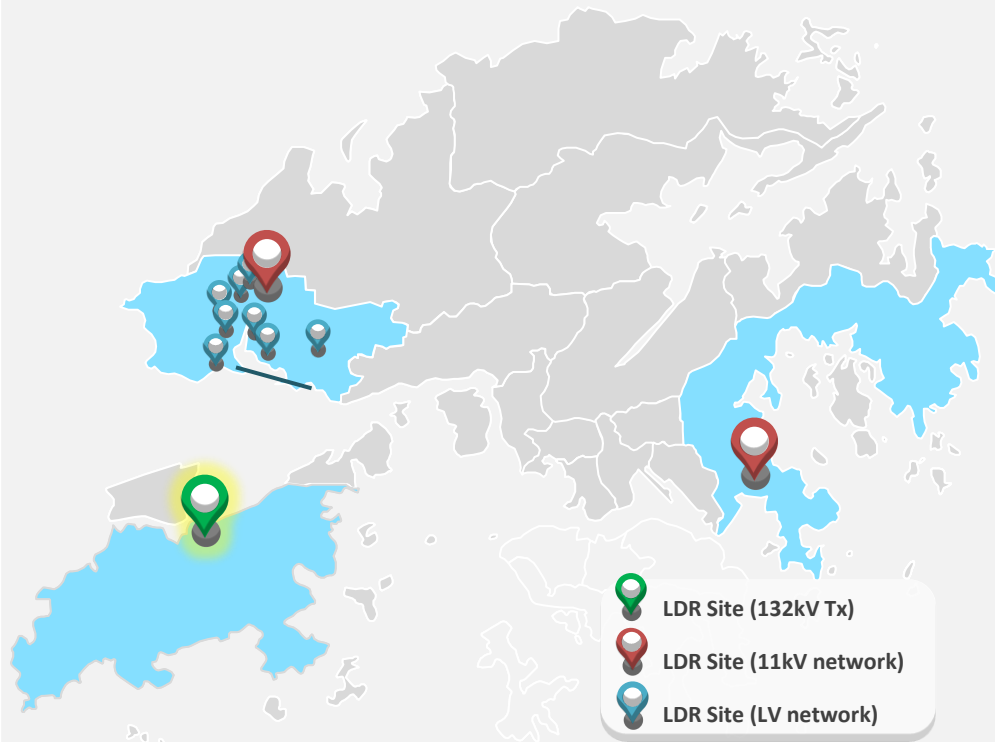 LDR Site (132kV Tx)
LDR Site (11kV network)
LDR Site (LV network)